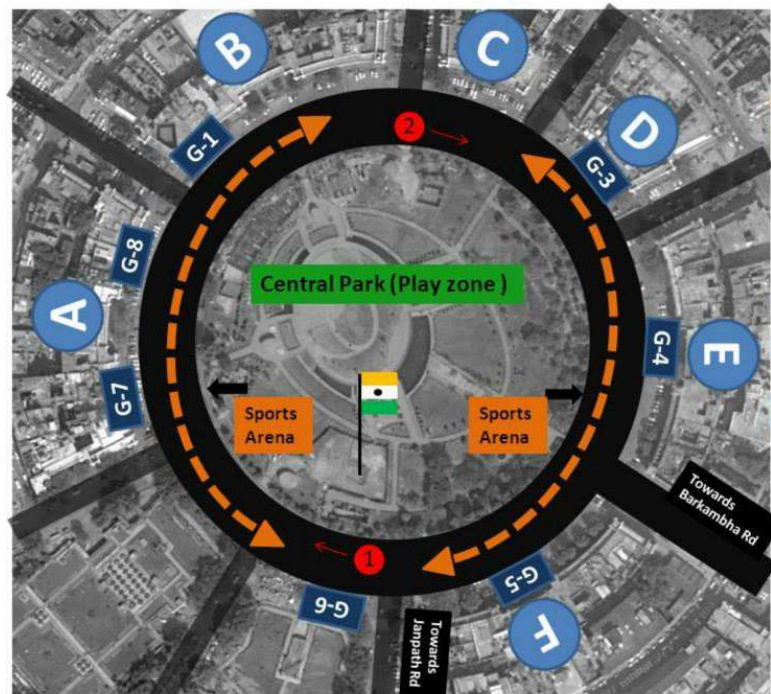 B
C
2
D
G-1
G-3
G-8
Central Park (Play zone )
A
G-4
E
G-7
Sports
Arena
Sports
Arena
Towards
Barkambha Rd
1
G-5
G-6
F
Towards
Janpath Rd